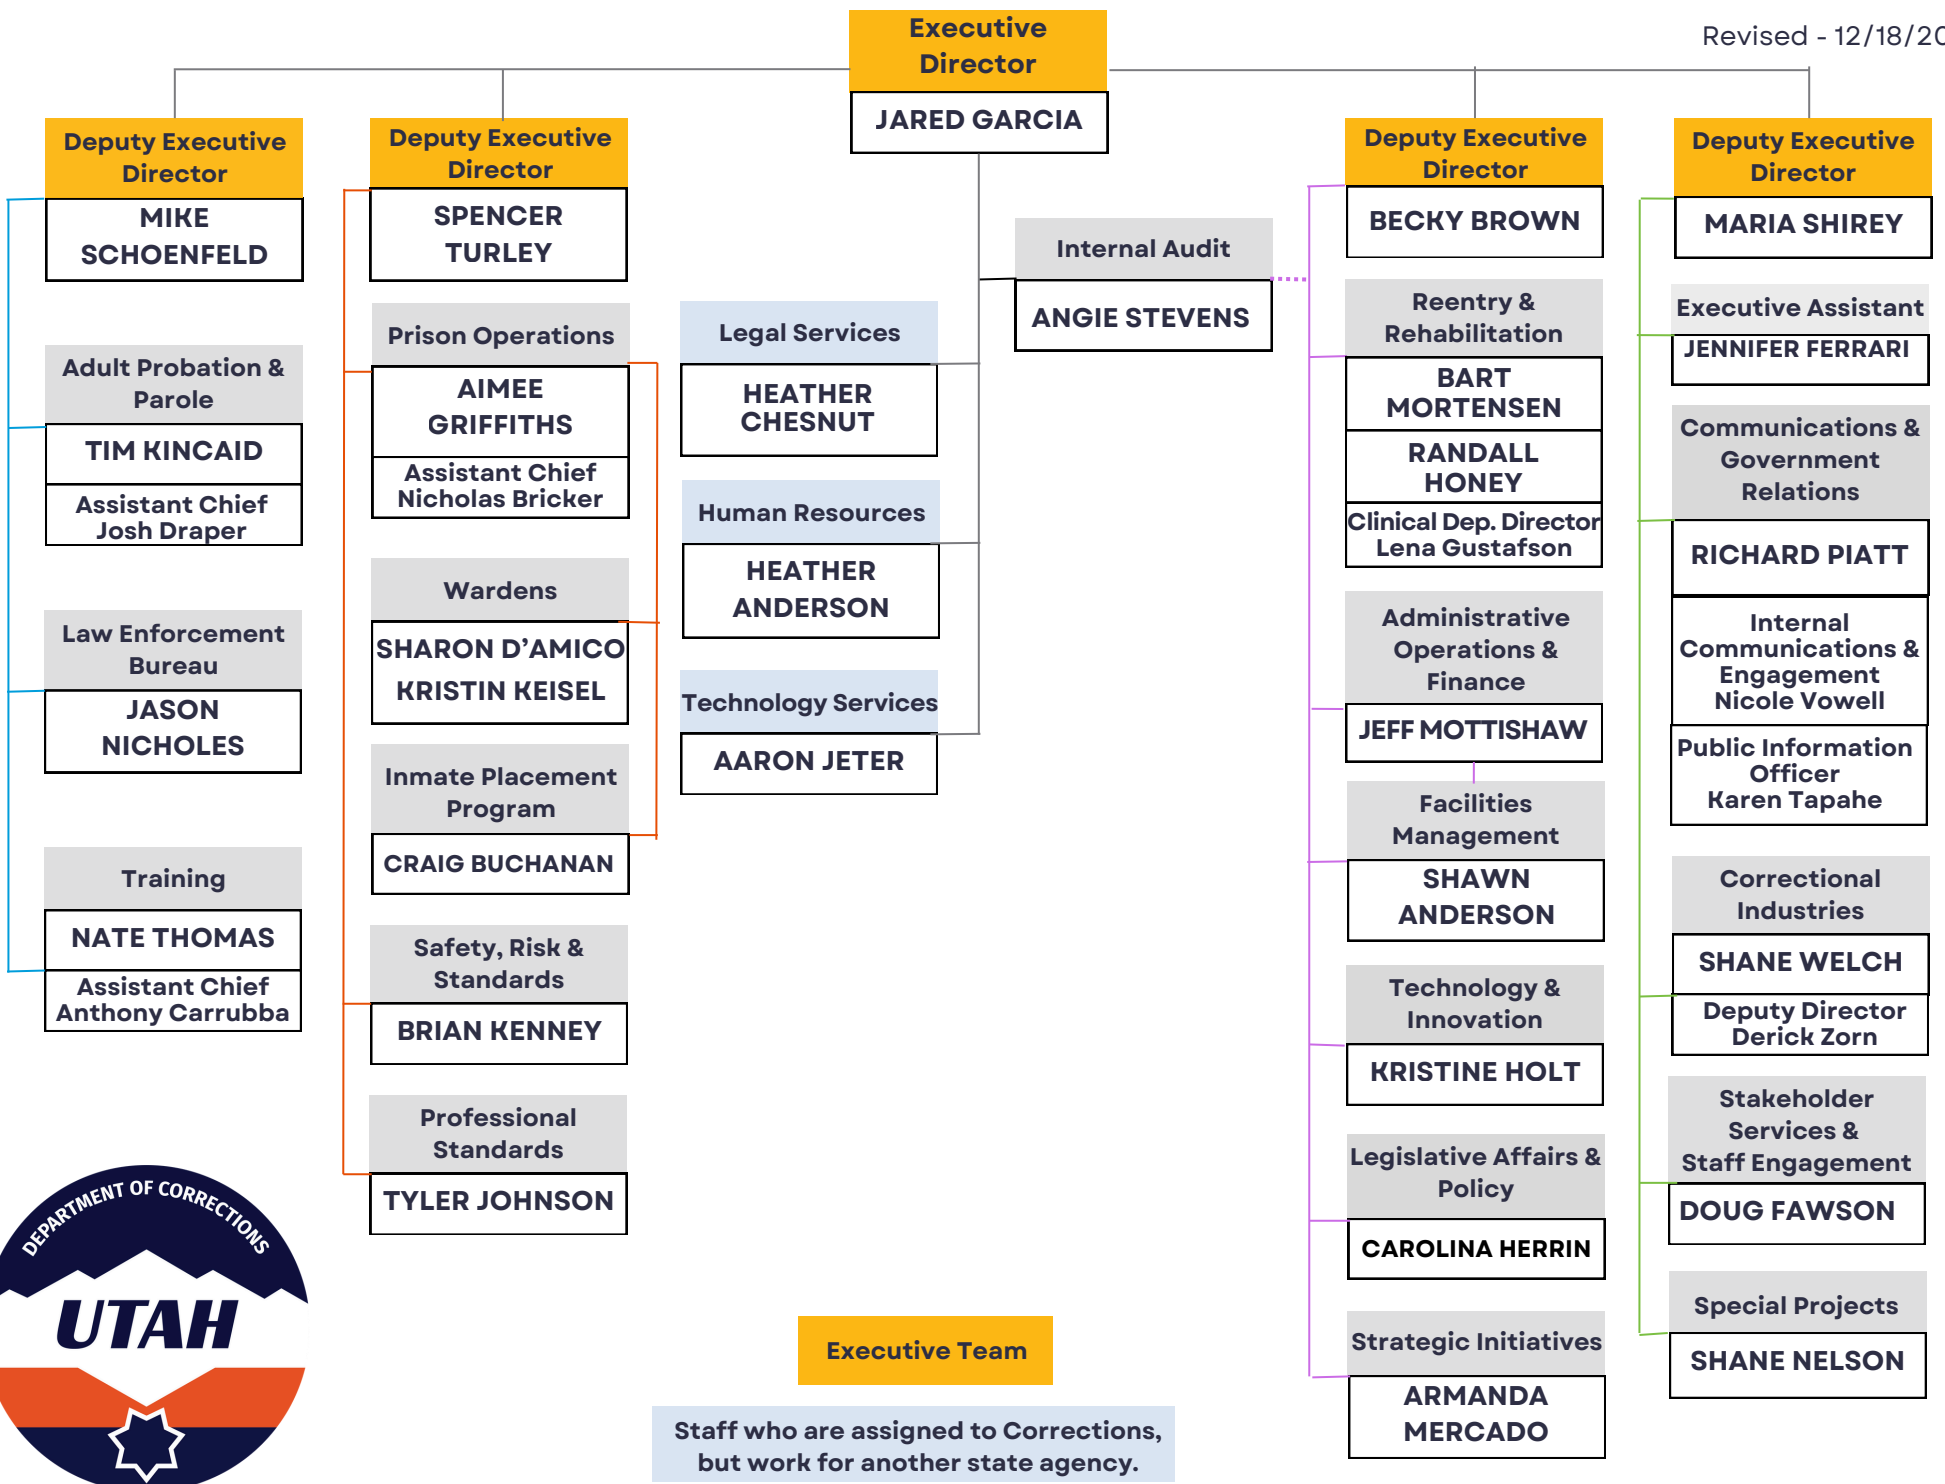 Executive
Director
JARED GARCIA
Revised - 12/18/20
Deputy Executive
Director
MIKE
SCHOENFELD
Adult Probation &
Parole
TIM KINCAID
Assistant Chief
Josh Draper
Law Enforcement
Bureau
JASON
NICHOLES
Training
NATE THOMAS
Assistant Chief
Anthony Carrubba
Deputy Executive
Director
SPENCER
TURLEY
Prison Operations
AIMEE
GRIFFITHS
Assistant Chief
Nicholas Bricker
Wardens
SHARON D’AMICO
KRISTIN KEISEL
Inmate Placement
Program
CRAIG BUCHANAN
Safety, Risk &
Standards
BRIAN KENNEY
Professional
Standards
TYLER JOHNSON
Legal Services
HEATHER
CHESNUT
Human Resources
HEATHER
ANDERSON
Technology Services
AARON JETER
Internal Audit
ANGIE STEVENS
Deputy Executive
Director
BECKY BROWN
Reentry &
Rehabilitation
BART
MORTENSEN
RANDALL
HONEY
Clinical Dep. Director
Lena Gustafson
Administrative
Operations &
Finance
JEFF MOTTISHAW
Facilities
Management
SHAWN
ANDERSON
Technology &
Innovation
KRISTINE HOLT
Legislative Affairs &
Policy
CAROLINA HERRIN
Strategic Initiatives
ARMANDA
MERCADO
Deputy Executive
Director
MARIA SHIREY
Executive Assistant
JENNIFER FERRARI
Communications &
Government
Relations
RICHARD PIATT
Internal
Communications &
Engagement
Nicole Vowell
Public Information
Officer
Karen Tapahe
Correctional
Industries
SHANE WELCH
Deputy Director
Derick Zorn
Stakeholder
Services &
Staff Engagement
DOUG FAWSON
Special Projects
SHANE NELSON
DEPARTMENT OF CORRECTIONS
UTAH
Executive Team
Staff who are assigned to Corrections,
but work for another state agency.